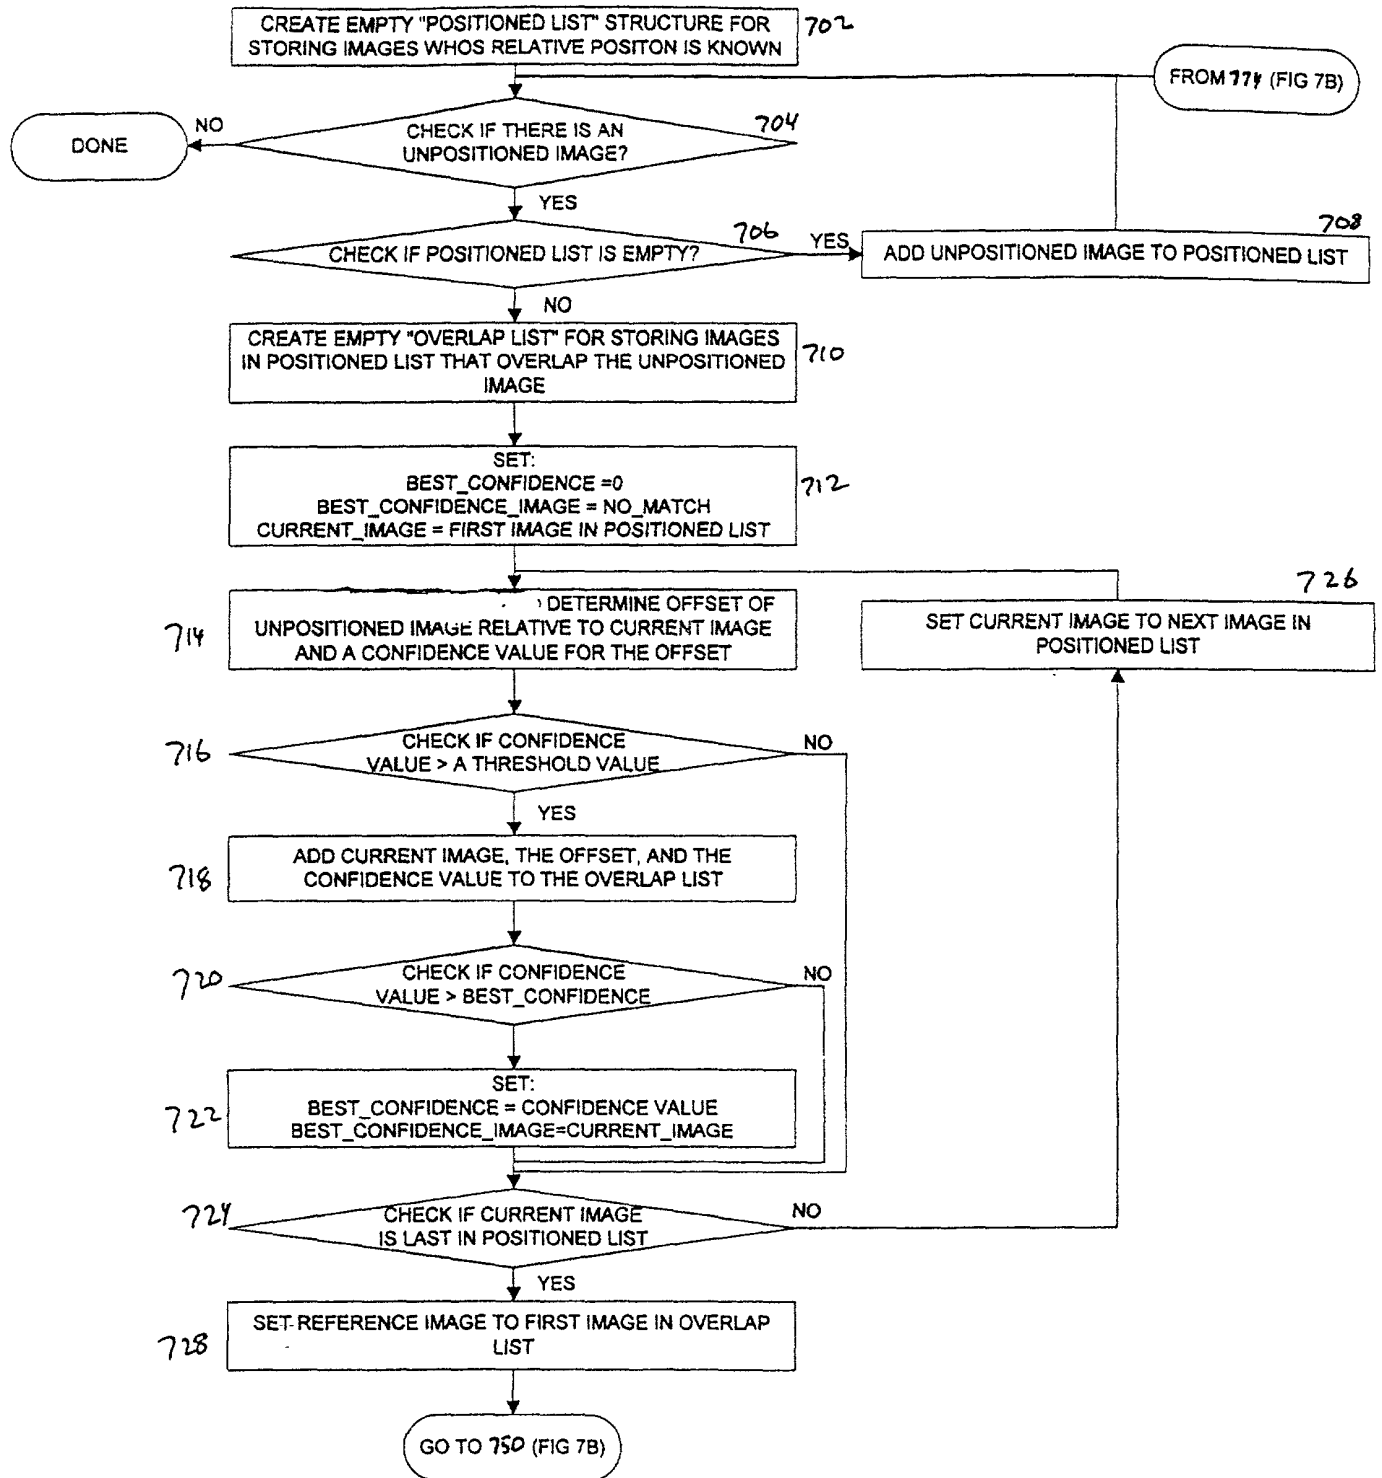 CREATE EMPTY "POSITIONED LIST" STRUCTURE FOR
STORING IMAGES WHOS RELATIVE POSITON IS KNOWN
702
FROM 774 (FIG 7B)
DONE
NO
CHECK IF THERE IS AN
UNPOSITIONED IMAGE?
704
YES
CHECK IF POSITIONED LIST IS EMPTY?
706
YES
708
ADD UNPOSITIONED IMAGE TO POSITIONED LIST
NO
CREATE EMPTY "OVERLAP LIST" FOR STORING IMAGES
IN POSITIONED LIST THAT OVERLAP THE UNPOSITIONED
IMAGE
710
SET:
BEST_CONFIDENCE =0
BEST_CONFIDENCE_IMAGE = NO_MATCH
CURRENT_IMAGE = FIRST IMAGE IN POSITIONED LIST
712
726
SET CURRENT IMAGE TO NEXT IMAGE IN
POSITIONED LIST
714
DETERMINE OFFSET OF
UNPOSITIONED IMAGE RELATIVE TO CURRENT IMAGE
AND A CONFIDENCE VALUE FOR THE OFFSET
716
CHECK IF CONFIDENCE
VALUE > A THRESHOLD VALUE
NO
YES
718
ADD CURRENT IMAGE, THE OFFSET, AND THE
CONFIDENCE VALUE TO THE OVERLAP LIST
720
CHECK IF CONFIDENCE
VALUE > BEST_CONFIDENCE
NO
722
SET:
BEST_CONFIDENCE = CONFIDENCE VALUE
BEST_CONFIDENCE_IMAGE=CURRENT_IMAGE
724
CHECK IF CURRENT IMAGE
IS LAST IN POSITIONED LIST
NO
YES
728
SET REFERENCE IMAGE TO FIRST IMAGE IN OVERLAP
LIST
GO TO 750 (FIG 7B)